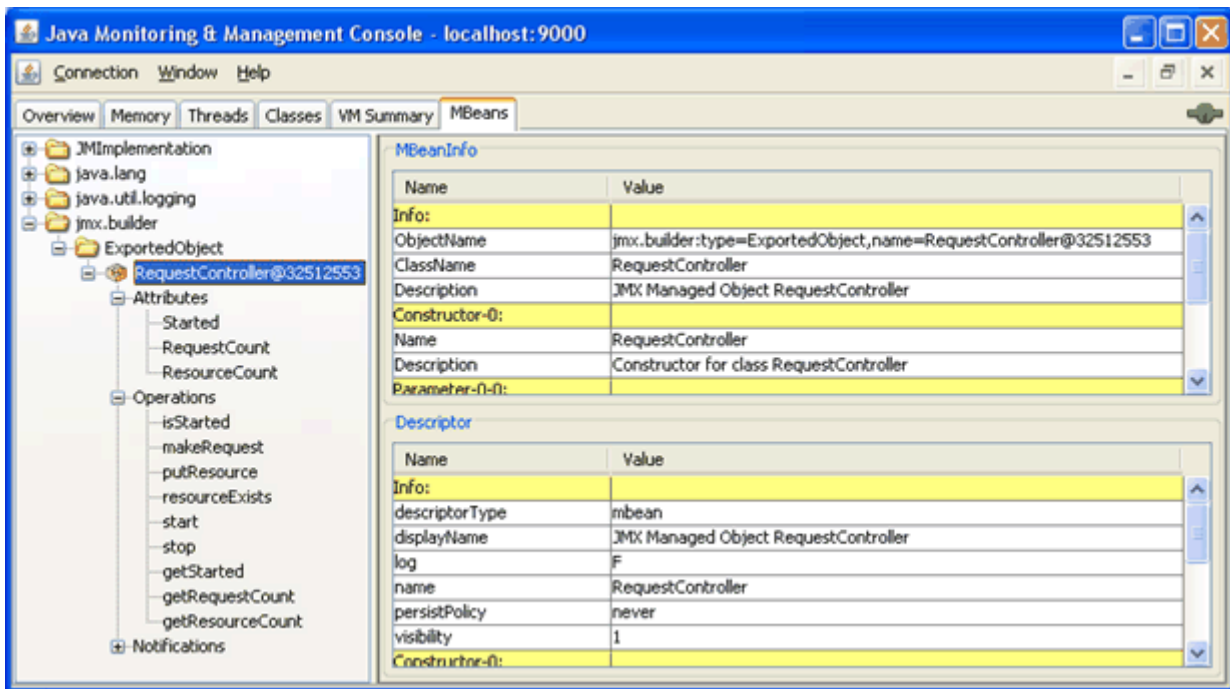 Java Monitoring & Management Console - localhost:9000
Connection Window Help
Overview Memory Threads Classes VM Summary MBeans
JMImplementation
java.lang
java.util.logging
jmx.builder
ExportedObject
RequestController@32512553
Attributes
Started
RequestCount
ResourceCount
Operations
isStarted
makeRequest
putResource
resourceExists
start
stop
getStarted
getRequestCount
getResourceCount
Notifications
MBeanInfo
Name Value
Info:
ObjectName jmx.builder:type=ExportedObject,name=RequestController@32512553
ClassName RequestController
Description JMX Managed Object RequestController
Constructor-0:
Name RequestController
Description Constructor for class RequestController
Parameter-0-0:
Descriptor
Name Value
Info:
descriptorType mbean
displayName JMX Managed Object RequestController
log F
name RequestController
persistPolicy never
visibility 1
Constructor-0: